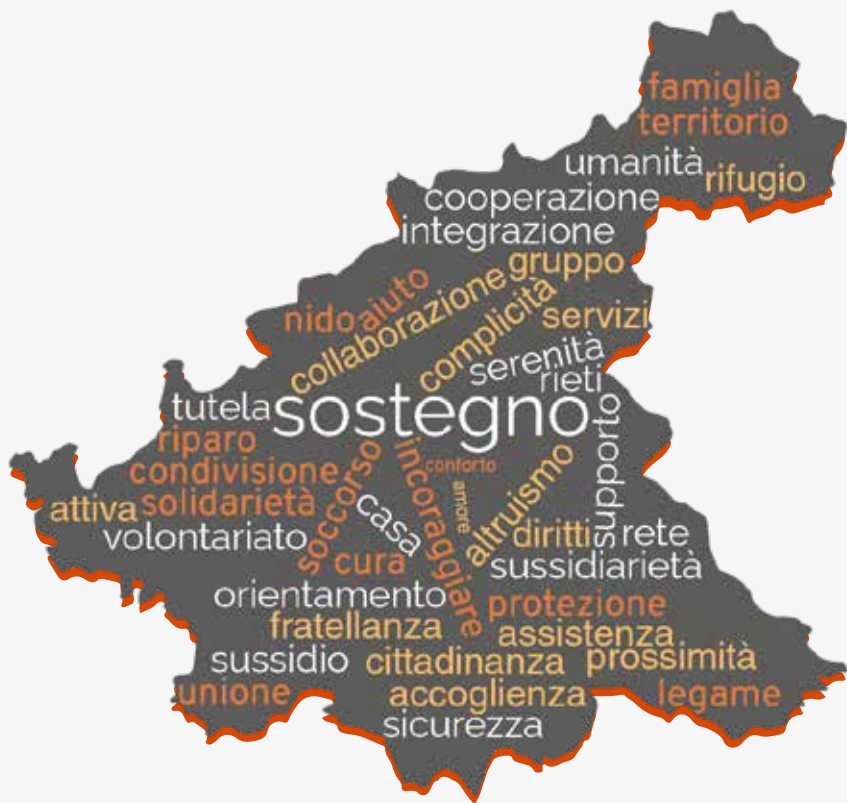 famiglia
territorio
umanità
rifugio
cooperazione
integrazione
gruppo
nido
aiuto
collaborazione
complicità
servizi
serenità
rieti
tutela
sostegno
supporto
riparo
condivisione
solidarietà
attiva
volontariato
soccorso
casa
cura
incoraggiare
conforto
amare
altruismo
diritti
rete
sussidiarietà
orientamento
protezione
fratellanza
assistenza
sussidio
cittadinanza
prossimità
unione
accoglienza
legame
sicurezza